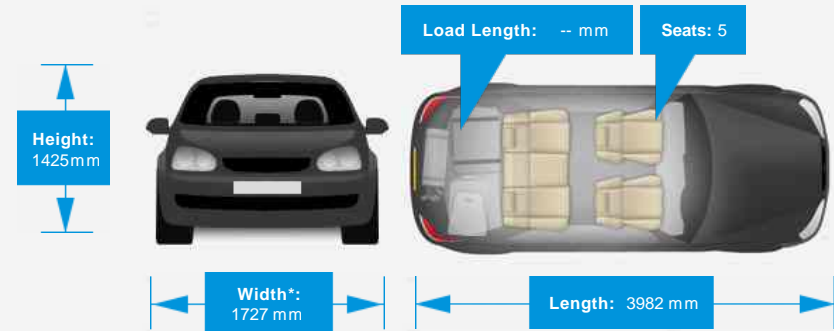 Load Length: -- mm
Seats: 5
Height:
1425mm
Width*:
1727 mm
Length: 3982 mm